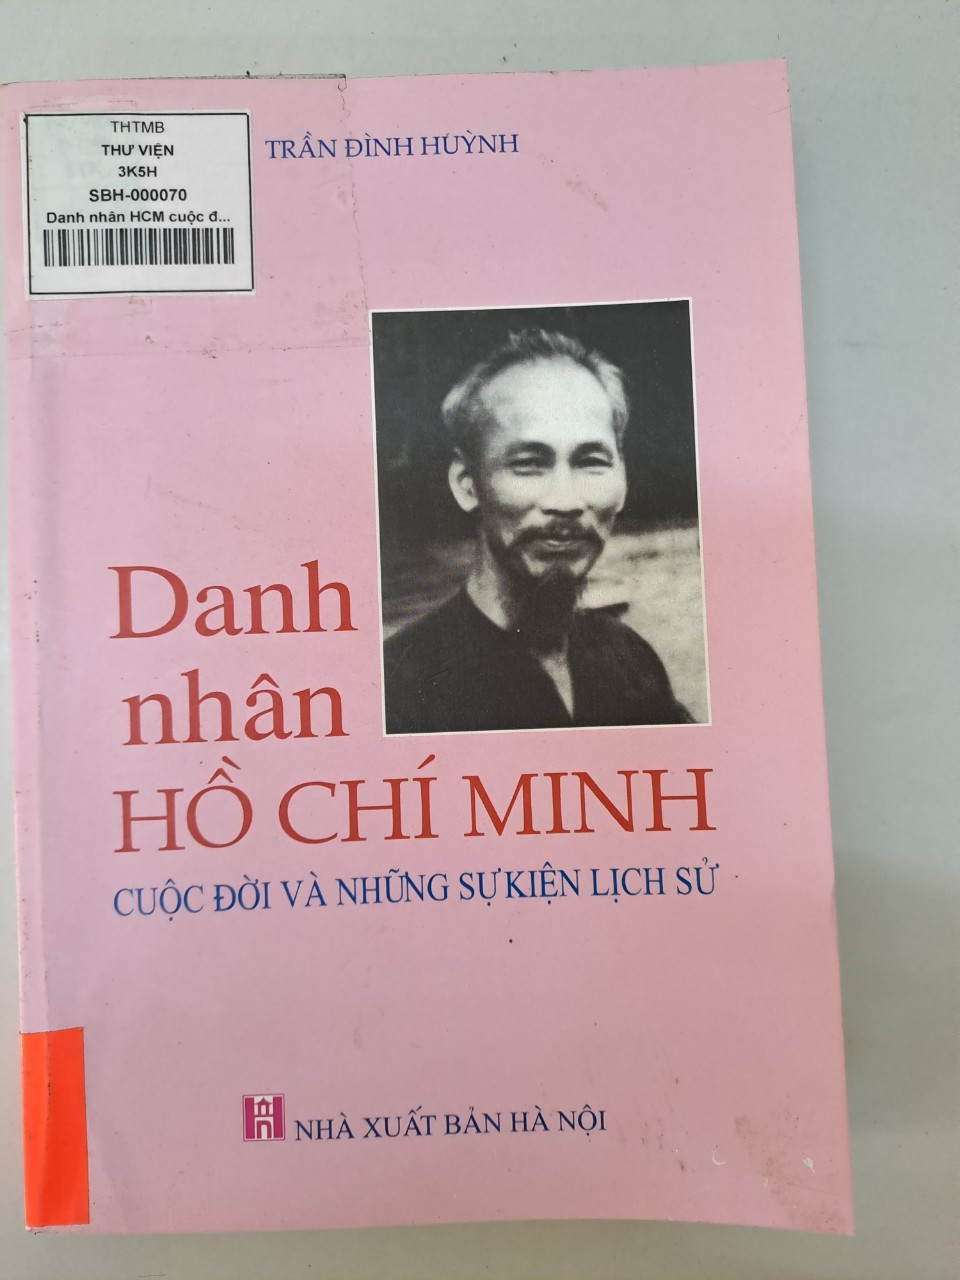 THTMB
THƯ VIỆN
3K5H
SBH-000070
Danh nhân HCM cuộc đ...
TRẦN ĐÌNH HUỲNH
Danh
nhân
HỒ CHÍ MINH
CUỘC ĐỜI VÀ NHỮNG SỰ KIỆN LỊCH SỬ
NHÀ XUẤT BẢN HÀ NỘI